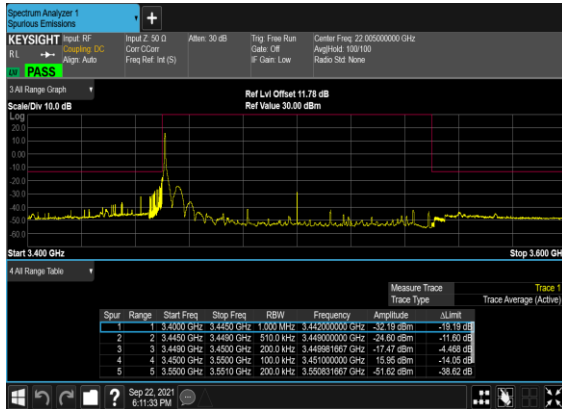 Spectrum Analyzer 1
Spurious Emissions
KEYSIGHT Input: RF Input Z: 50 Ω Atten: 30 dB Trig: Free Run Center Freq: 22.005000000 GHz
RL Coupling: DC Corr CCorr Gate: Off Avg|Hold: 100/100
Align: Auto Freq Ref: Int (S) IF Gain: Low Radio Std: None
LV PASS
3 All Range Graph Ref Lvl Offset 11.78 dB
Scale/Div 10.0 dB Ref Value 30.00 dBm
Log
20.0
10.0
0.00
-10.0
-20.0
-30.0
-40.0
-50.0
-60.0
Start 3.400 GHz Stop 3.600 GH
4 All Range Table
Measure Trace Trace 1
Trace Type Trace Average (Active)
Spur Range Start Freq Stop Freq RBW Frequency Amplitude ΔLimit
1 1 3.4000 GHz 3.4450 GHz 1.000 MHz 3.442000000 GHz -32.19 dBm -19.19 dB
2 2 3.4450 GHz 3.4490 GHz 510.0 kHz 3.449000000 GHz -24.60 dBm -11.60 dB
3 3 3.4490 GHz 3.4500 GHz 200.0 kHz 3.449981667 GHz -17.47 dBm -4.468 dB
4 4 3.4500 GHz 3.5500 GHz 100.0 kHz 3.451000000 GHz 15.95 dBm -14.05 dB
5 5 3.5500 GHz 3.5510 GHz 200.0 kHz 3.550831667 GHz -51.62 dBm -38.62 dB
? Sep 22, 2021
6:11:33 PM